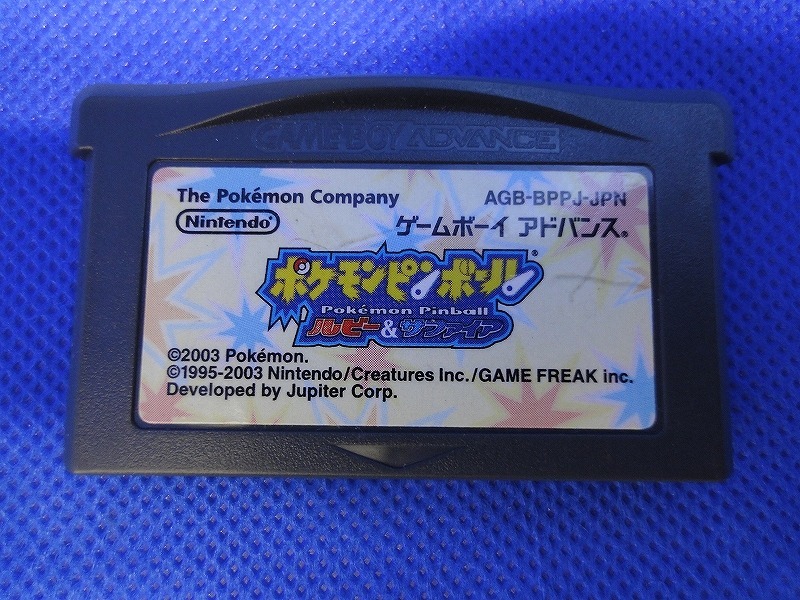 GAME BOY ADVANCE
The Pokémon Company
AGB-BPPJ-JPN
Nintendo
ゲームボーイ アドバンス®
ポケモンピンボール®
Pokémon Pinball
ルビー&サファイア
©2003 Pokémon.
©1995-2003 Nintendo/Creatures Inc./GAME FREAK inc.
Developed by Jupiter Corp.